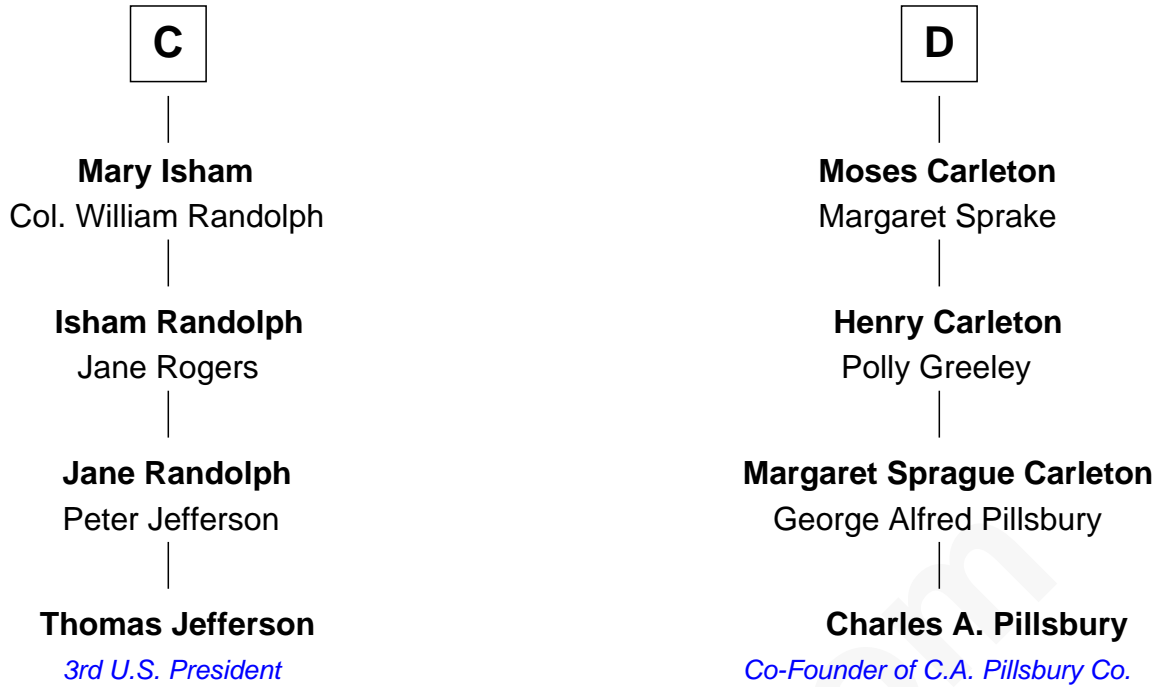 C
Mary Isham
Col. William Randolph
Isham Randolph
Jane Rogers
Jane Randolph
Peter Jefferson
Thomas Jefferson
3rd U.S. President
D
Moses Carleton
Margaret Sprake
Henry Carleton
Polly Greeley
Margaret Sprague Carleton
George Alfred Pillsbury
Charles A. Pillsbury
Co-Founder of C.A. Pillsbury Co.